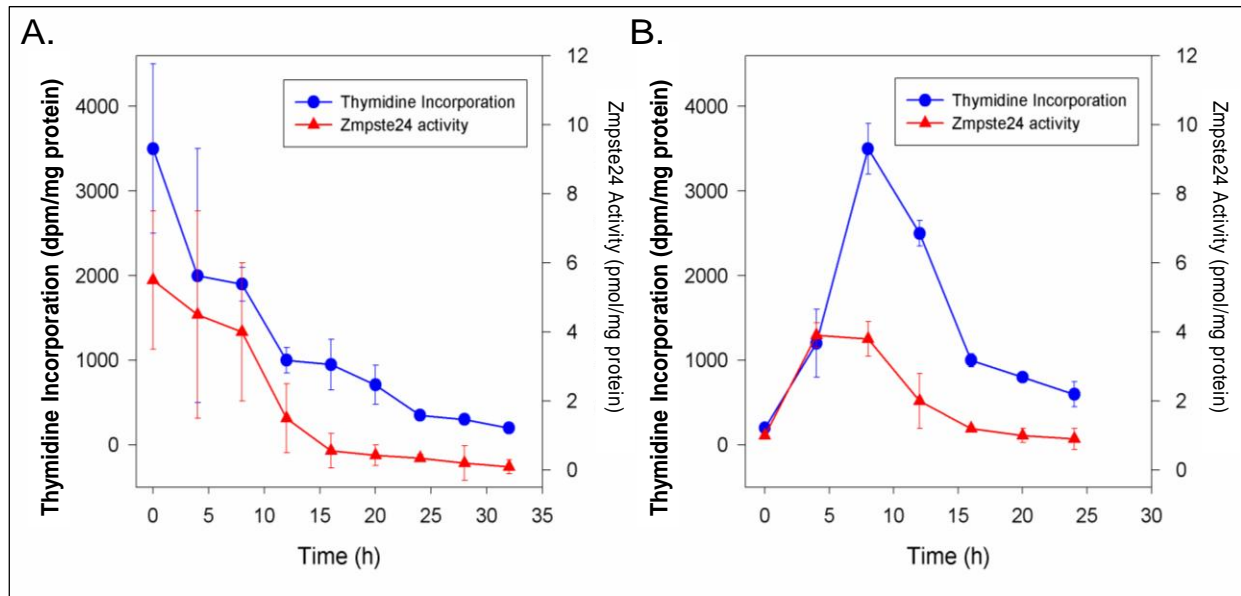 A.
Thymidine Incorporation (dpm/mg protein)
4000
3000
2000
1000
0
Thymidine Incorporation
Zmpste24 activity
12
10
8
6
4
2
0
Zmpste24 Activity (pmol/mg protein)
0 5 10 15 20 25 30 35
Time (h)
B.
Thymidine Incorporation (dpm/mg protein)
4000
3000
2000
1000
0
Thymidine Incorporation
Zmpste24 activity
12
10
8
6
4
2
0
Zmpste24 Activity (pmol/mg protein)
0 5 10 15 20 25 30
Time (h)